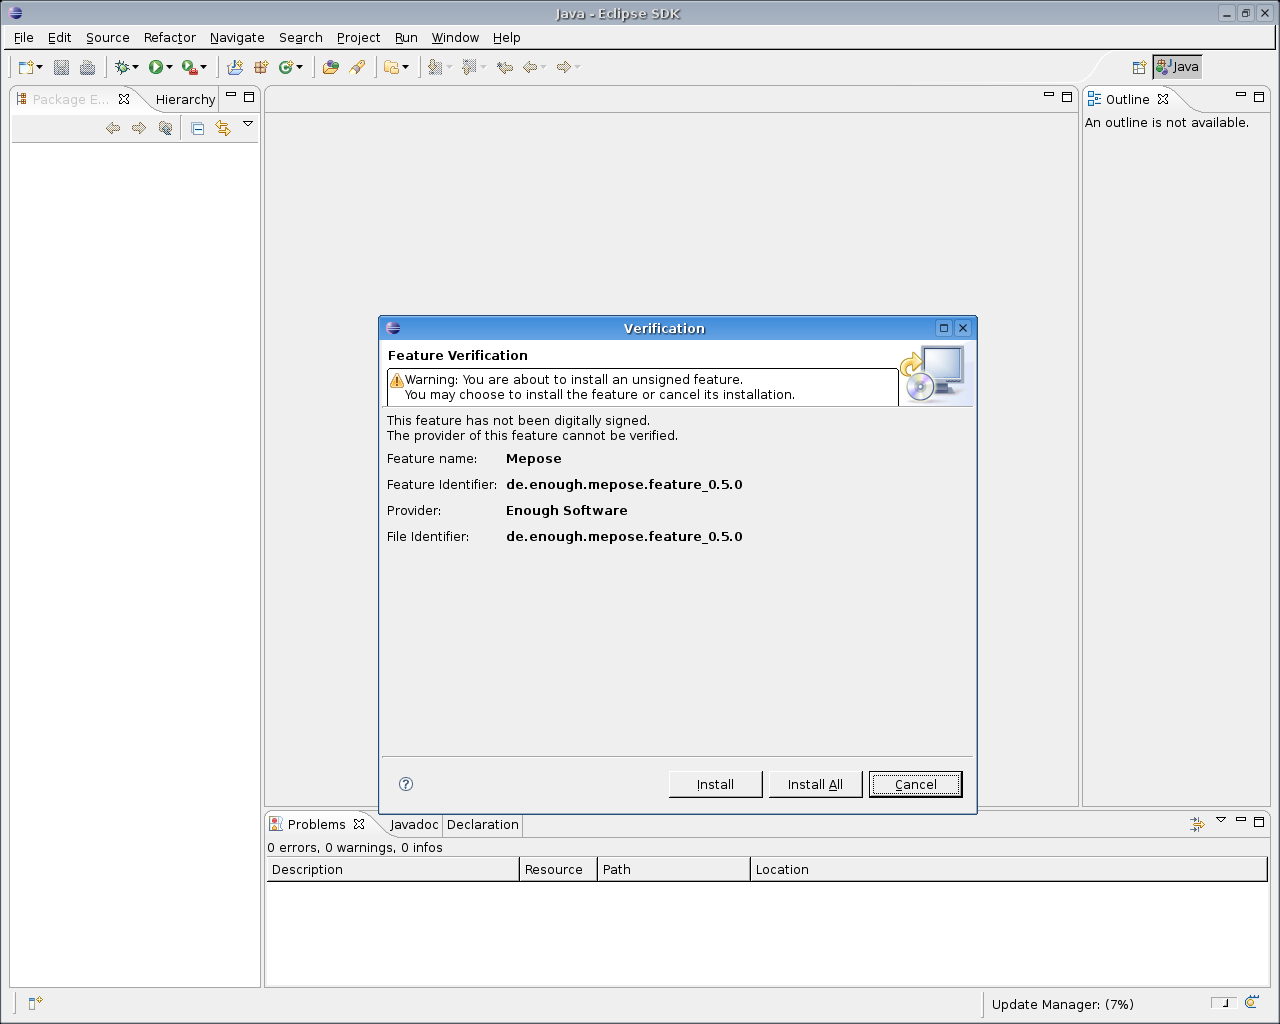 Java - Eclipse SDK
File Edit Source Refactor Navigate Search Project Run Window Help
Java
Package E... Hierarchy
Outline
An outline is not available.
Verification
Feature Verification
Warning: You are about to install an unsigned feature.
You may choose to install the feature or cancel its installation.
This feature has not been digitally signed.
The provider of this feature cannot be verified.
Feature name: Mepose
Feature Identifier: de.enough.mepose.feature_0.5.0
Provider: Enough Software
File Identifier: de.enough.mepose.feature_0.5.0
Install Install All Cancel
Problems Javadoc Declaration
0 errors, 0 warnings, 0 infos
Description Resource Path Location
Update Manager: (7%)